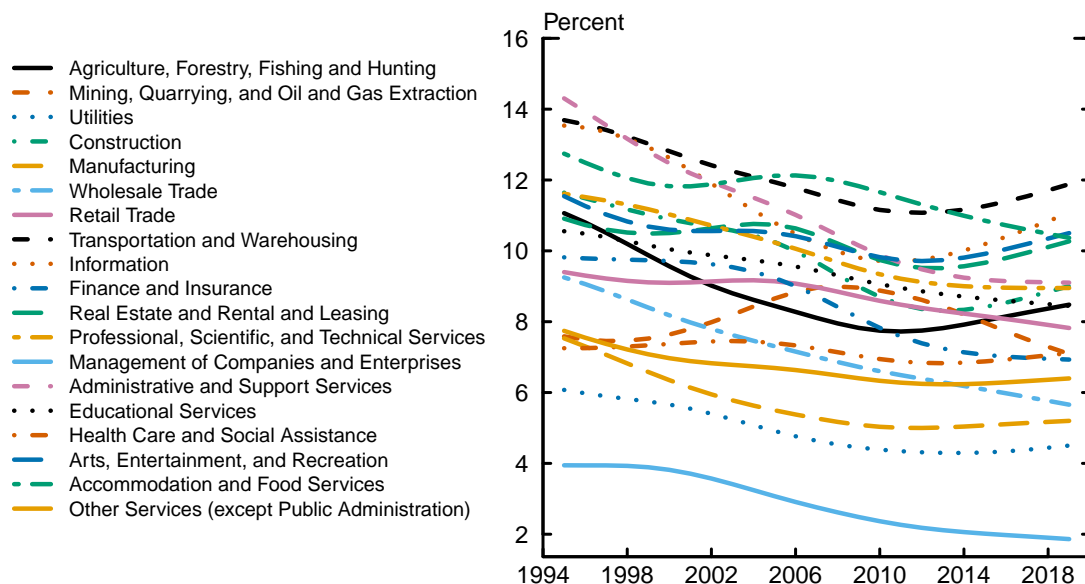 Percent
16
14
12
10
8
6
4
2
1994 1998 2002 2006 2010 2014 2018
Agriculture, Forestry, Fishing and Hunting
Mining, Quarrying, and Oil and Gas Extraction
Utilities
Construction
Manufacturing
Wholesale Trade
Retail Trade
Transportation and Warehousing
Information
Finance and Insurance
Real Estate and Rental and Leasing
Professional, Scientific, and Technical Services
Management of Companies and Enterprises
Administrative and Support Services
Educational Services
Health Care and Social Assistance
Arts, Entertainment, and Recreation
Accommodation and Food Services
Other Services (except Public Administration)